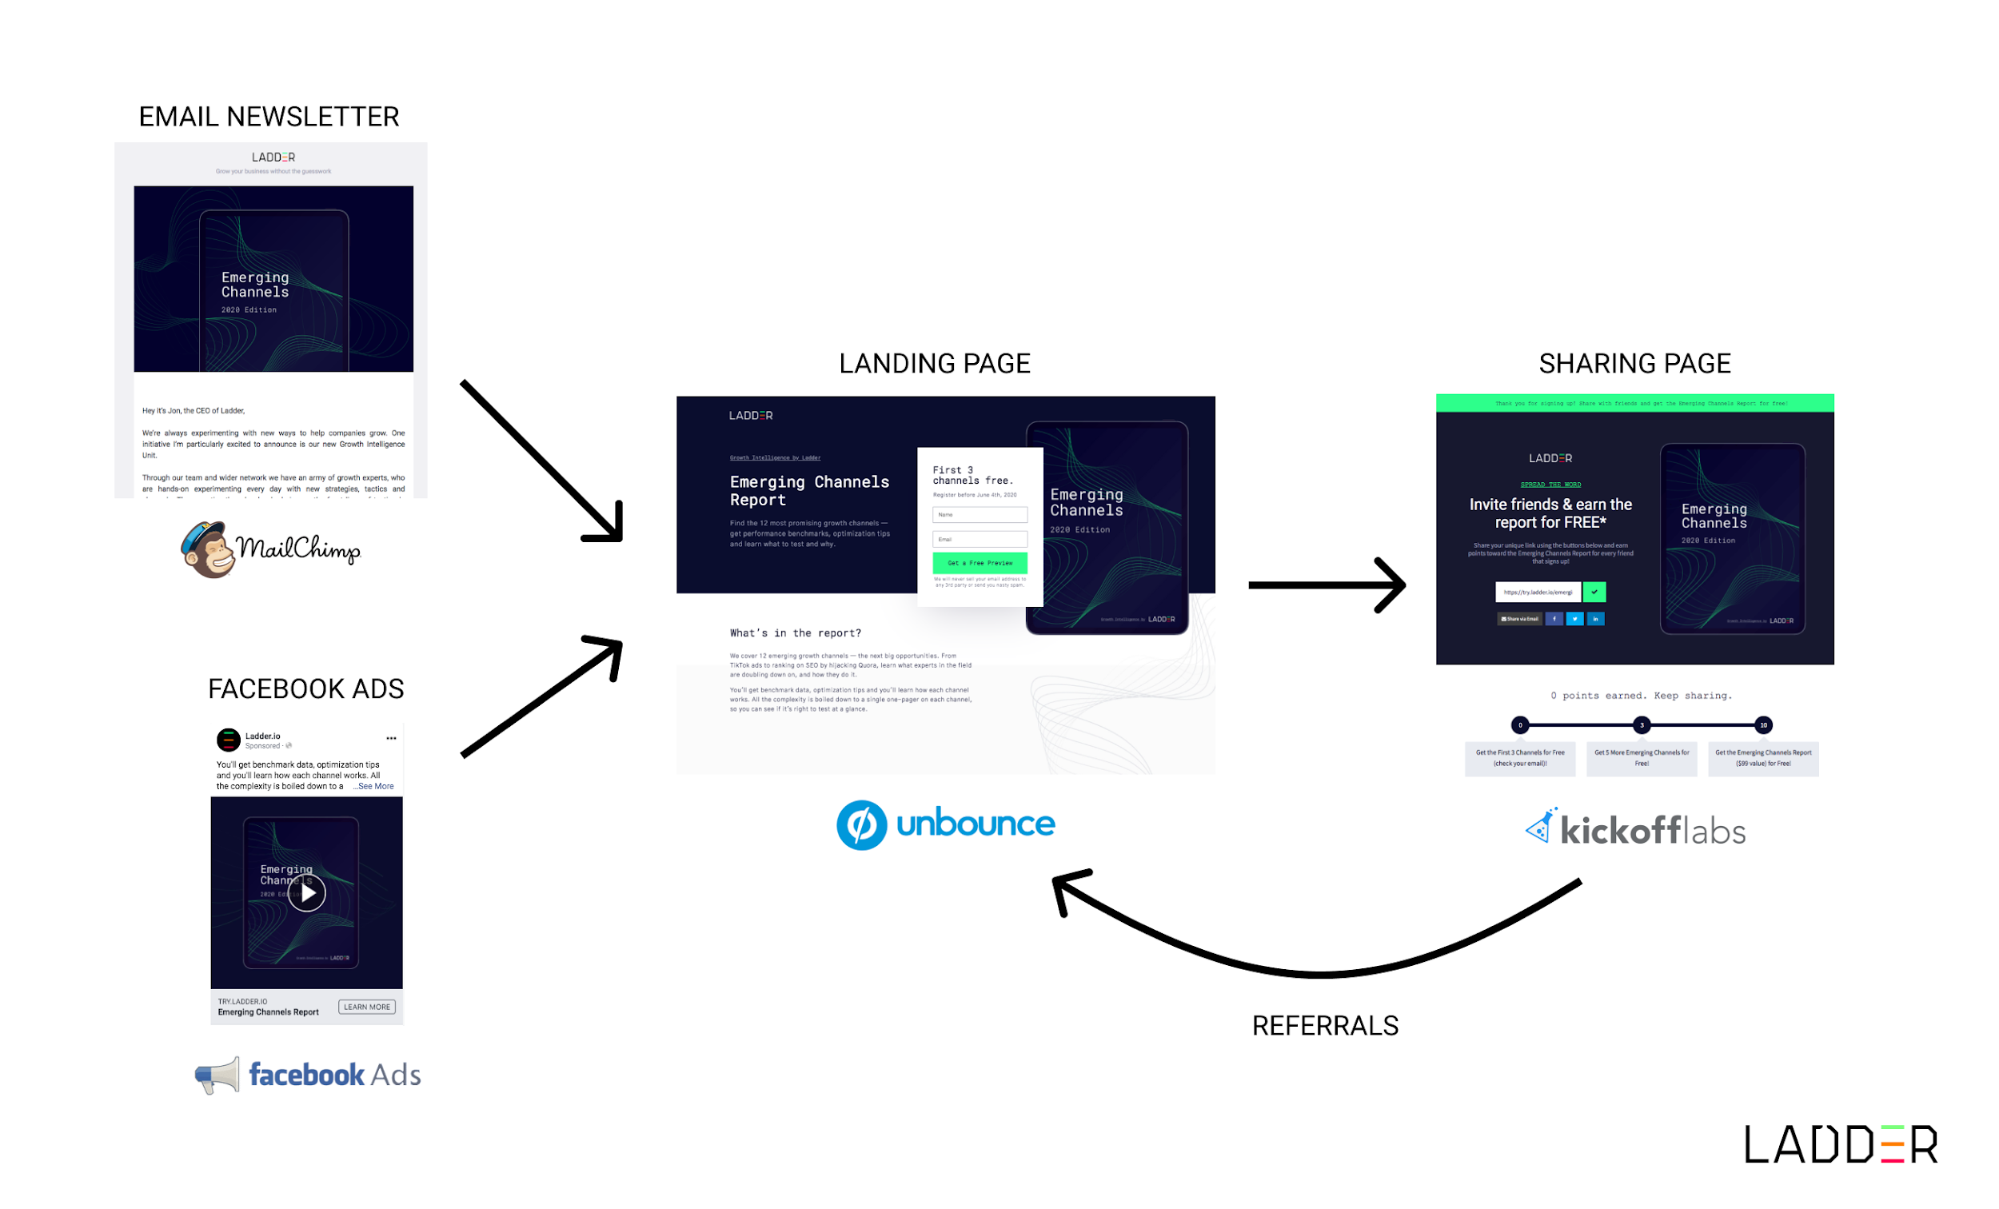 EMAIL NEWSLETTER
LADDER
Grow your business without the guesswork
Emerging
Channels
2020 Edition
Hey it's Jon, the CEO of Ladder,
We're always experimenting with new ways to help companies grow. One
initiative I'm particularly excited to announce is our new Growth Intelligence
Unit.
Through our team and wider network we have an army of growth experts, who
are hands-on experimenting every day with new strategies, tactics and
MailChimp
FACEBOOK ADS
Ladder.io
Sponsored
You'll get benchmark data, optimization tips
and you'll learn how each channel works. All
the complexity is boiled down to a ...See More
Emerging
Channels
2020 Edition
LADDER
TRY.LADDER.IO
Emerging Channels Report
LEARN MORE
facebook Ads
LANDING PAGE
LADDER
Growth Intelligence by Ladder
Emerging Channels
Report
Find the 12 most promising growth channels —
get performance benchmarks, optimization tips
and learn what to test and why.
First 3
channels free.
Register before June 4th, 2020
Name
Email
Get a Free Preview
We will never sell your email address to
any 3rd party or send you nasty spam.
Emerging
Channels
2020 Edition
Growth Intelligence by LADDER
What's in the report?
We cover 12 emerging growth channels — the next big opportunities. From
TikTok ads to ranking on SEO by hijacking Quora, learn what experts in the field
are doubling down on, and how they do it.
You'll get benchmark data, optimization tips and you'll learn how each channel
works. All the complexity is boiled down to a single one-pager on each channel,
so you can see if it's right to test at a glance.
unbounce
SHARING PAGE
Thank you for signing up! Share with friends and get the Emerging Channels Report for free!
LADDER
SPREAD THE WORD
Invite friends & earn the
report for FREE*
Share your unique link using the buttons below and earn
points toward the Emerging Channels Report for every friend
that signs up!
https://try.ladder.io/emergi
Share via Email
Emerging
Channels
2020 Edition
LADDER
0 points earned. Keep sharing.
0
3
10
Get the First 3 Channels for Free
(check your email)!
Get 5 More Emerging Channels for
Free!
Get the Emerging Channels Report
($99 value) for Free!
kickofflabs
REFERRALS
LADDER